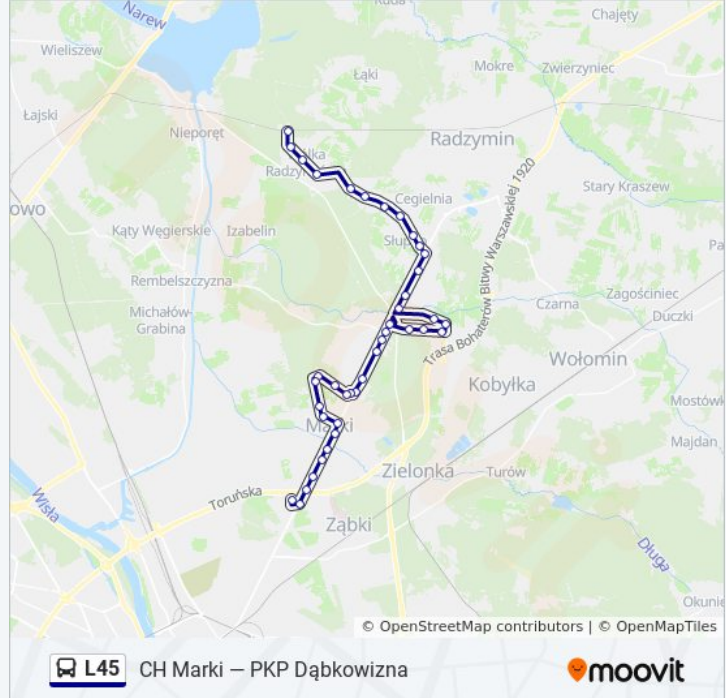 Ruda
Chajęty
Narew
Wieliszew
Mokre
Zwierzyniec
Łąki
Łajski
Nieporęt
Radzymin
Trasa Bohaterów Bitwy Warszawskiej 1920
Stary Kraszew
Cegielnia
owo
Kąty Węgierskie
Izabelin
Rembelszczyzna
Zagościniec
Czarna
Duczki
Michałów-
Grabina
Wołomin
Kobyłka
Mostówk
Majdan
Zielonka
Turów
Toruńska
Wisła
Ząbki
Długa
Okunie
© OpenStreetMap contributors | © OpenMapTiles
L45 CH Marki – PKP Dąbkowizna
moovit